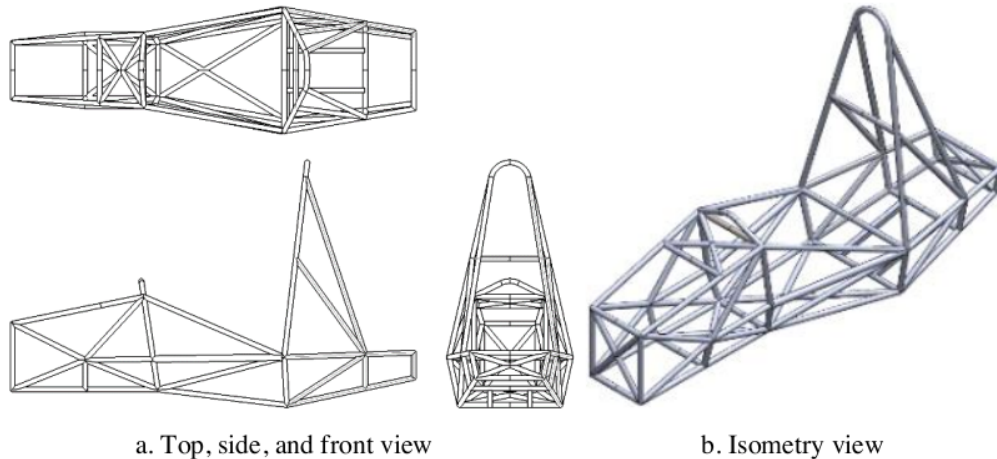 a. Top, side, and front view
b. Isometry view